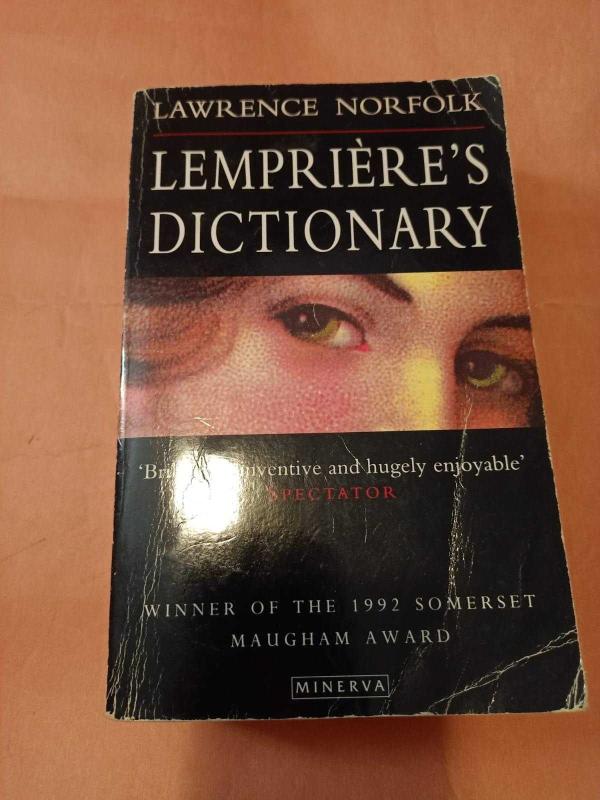 LAWRENCE NORFOLK
LEMPRIÈRE'S
DICTIONARY
inventive and hugely enjoyable'
SPECTATOR
WINNER OF THE 1992 SOMERSET
MAUGHAM AWARD
MINERVA